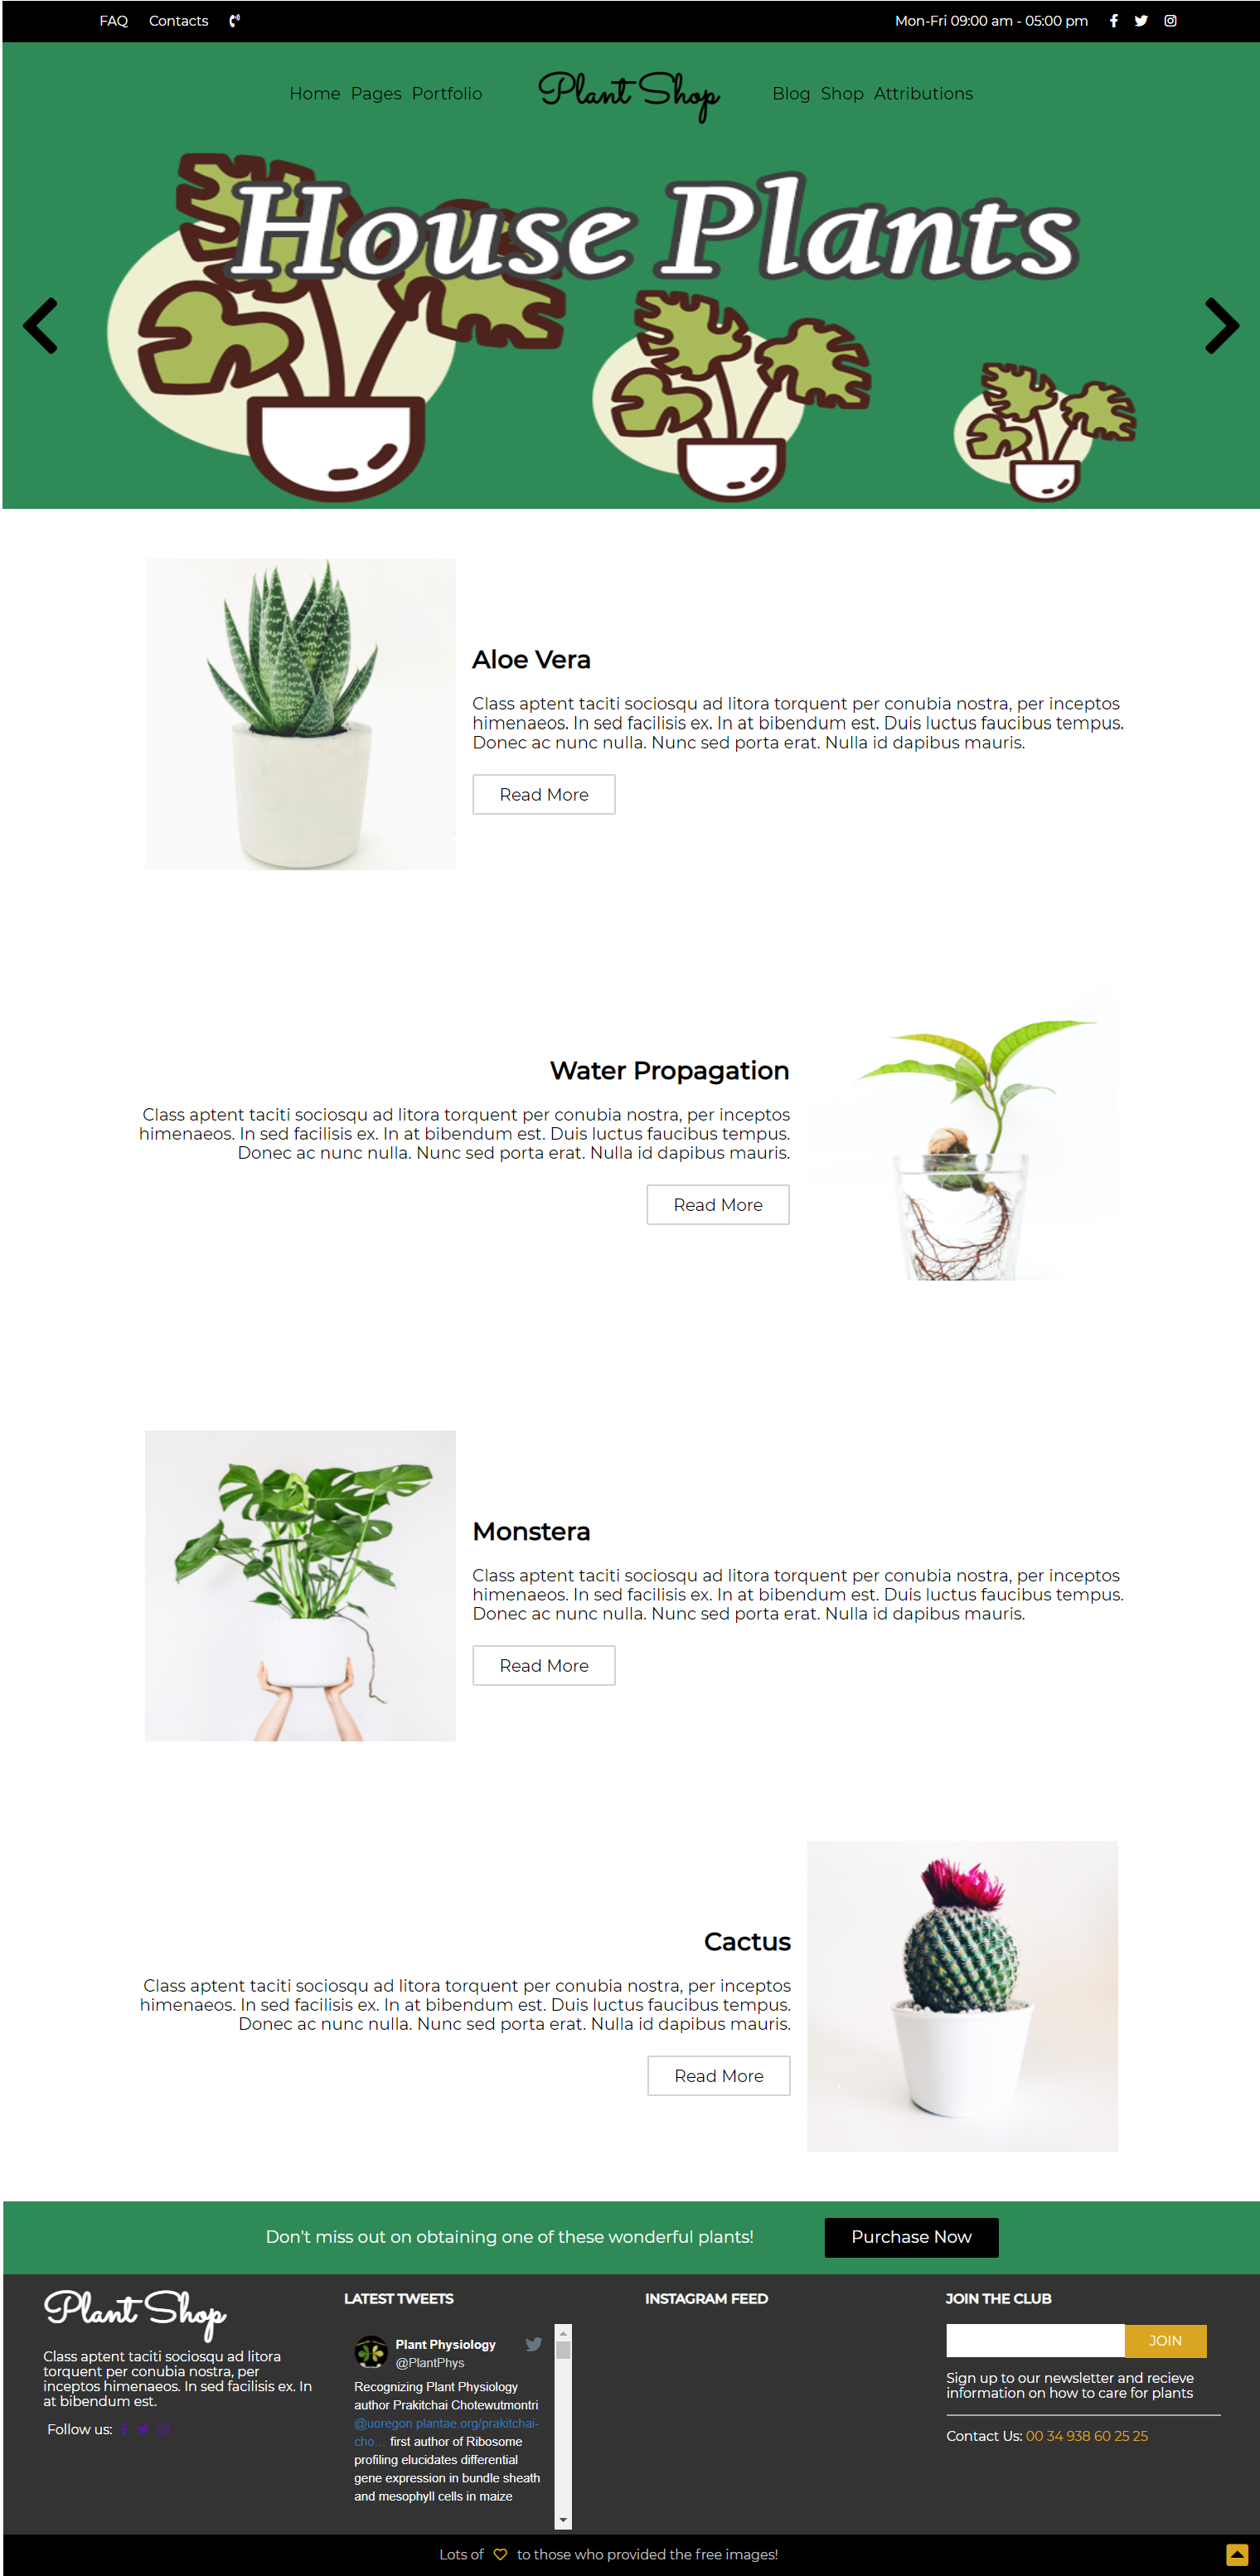 FAQ Contacts Mon-Fri 09:00 am - 05:00 pm
Home Pages Portfolio Plant Shop Blog Shop Attributions
House Plants
Aloe Vera
Class aptent taciti sociosqu ad litora torquent per conubia nostra, per inceptos
himenaeos. In sed facilisis ex. In at bibendum est. Duis luctus faucibus tempus.
Donec ac nunc nulla. Nunc sed porta erat. Nulla id dapibus mauris.
Read More
Water Propagation
Class aptent taciti sociosqu ad litora torquent per conubia nostra, per inceptos
himenaeos. In sed facilisis ex. In at bibendum est. Duis luctus faucibus tempus.
Donec ac nunc nulla. Nunc sed porta erat. Nulla id dapibus mauris.
Read More
Monstera
Class aptent taciti sociosqu ad litora torquent per conubia nostra, per inceptos
himenaeos. In sed facilisis ex. In at bibendum est. Duis luctus faucibus tempus.
Donec ac nunc nulla. Nunc sed porta erat. Nulla id dapibus mauris.
Read More
Cactus
Class aptent taciti sociosqu ad litora torquent per conubia nostra, per inceptos
himenaeos. In sed facilisis ex. In at bibendum est. Duis luctus faucibus tempus.
Donec ac nunc nulla. Nunc sed porta erat. Nulla id dapibus mauris.
Read More
Don't miss out on obtaining one of these wonderful plants! Purchase Now
Plant Shop
Class aptent taciti sociosqu ad litora
torquent per conubia nostra, per
inceptos himenaeos. In sed facilisis ex. In
at bibendum est.
Follow us:
LATEST TWEETS
Plant Physiology
@PlantPhys
Recognizing Plant Physiology
author Prakitchai Chotewutmontri
@uoregon plantae.org/prakitchai-
cho... first author of Ribosome
profiling elucidates differential
gene expression in bundle sheath
and mesophyll cells in maize
INSTAGRAM FEED
JOIN THE CLUB
JOIN
Sign up to our newsletter and recieve
information on how to care for plants
Contact Us: 00 34 938 60 25 25
Lots of to those who provided the free images!